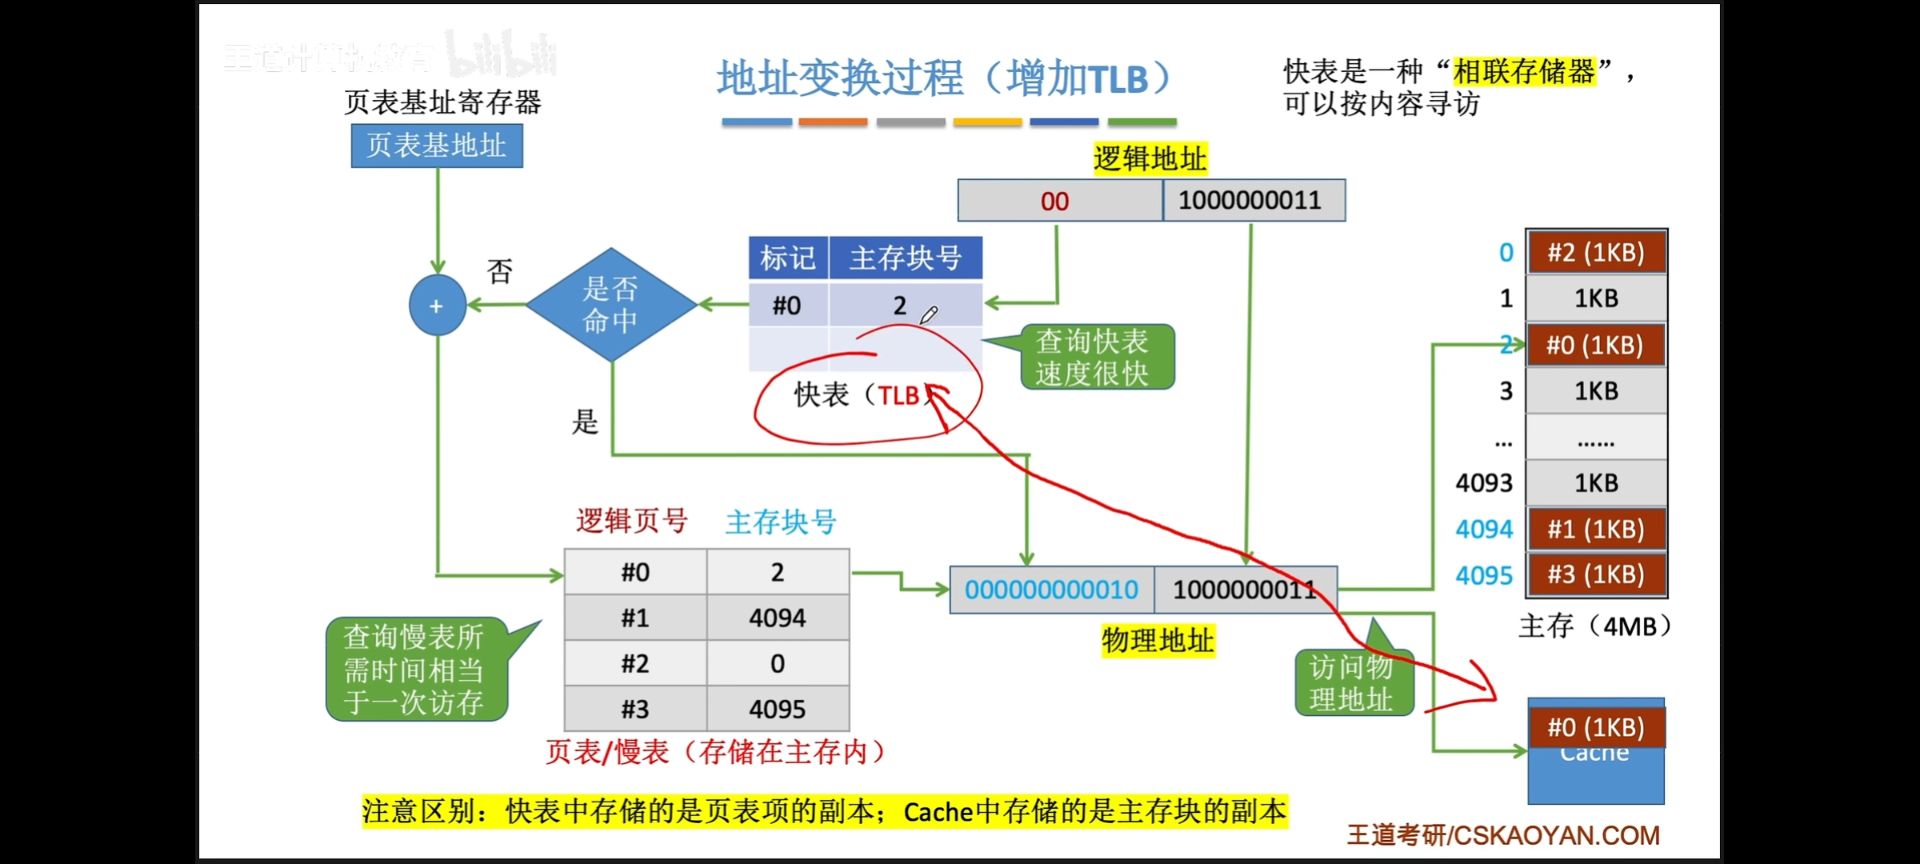 王道计算机教育 bilibili
地址变换过程（增加TLB）
快表是一种“相联存储器”，
可以按内容寻访
页表基址寄存器
页表基地址
逻辑地址
00 1000000011
标记 主存块号
#0 2
快表（TLB）
查询快表
速度很快
是否
命中
否
是
+
逻辑页号 主存块号
#0 2
#1 4094
#2 0
#3 4095
页表/慢表（存储在主存内）
查询慢表所
需时间相当
于一次访存
000000000010 1000000011
物理地址
访问物
理地址
0 #2 (1KB)
1 1KB
2 #0 (1KB)
3 1KB
... ......
4093 1KB
4094 #1 (1KB)
4095 #3 (1KB)
主存（4MB）
#0 (1KB)
Cache
注意区别：快表中存储的是页表项的副本；Cache中存储的是主存块的副本
王道考研/CSKAOYAN.COM